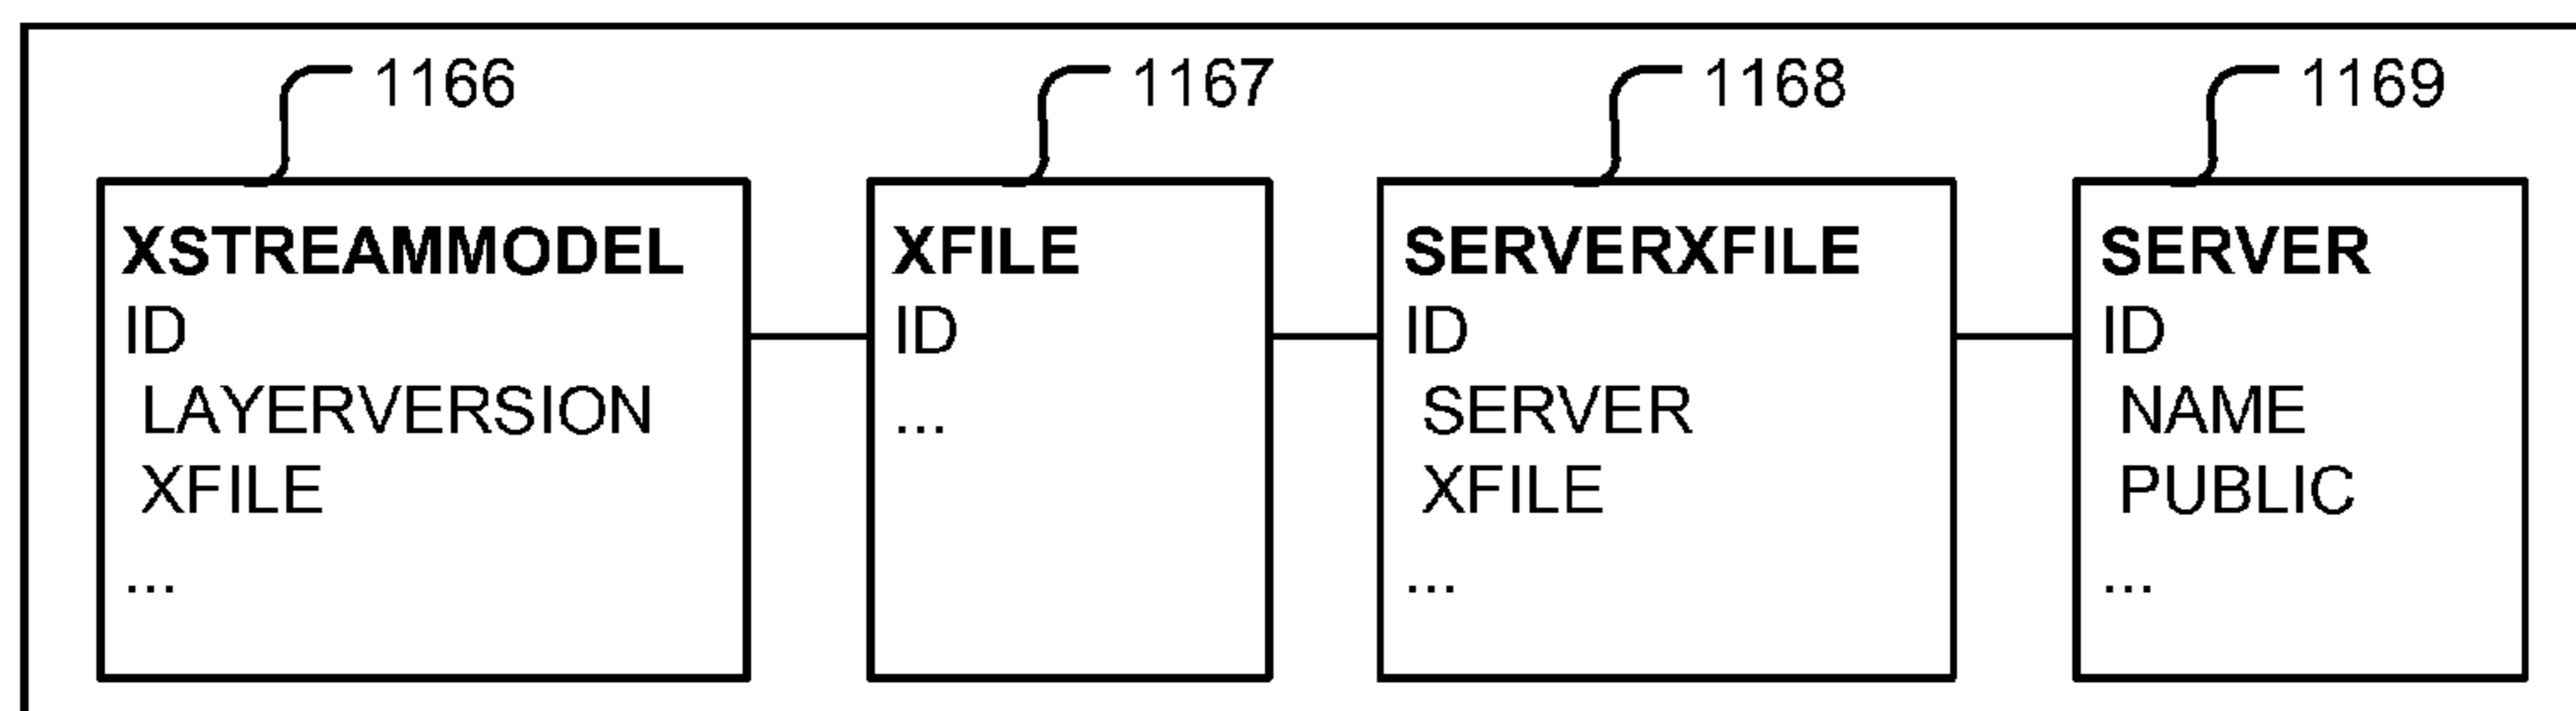 1166
1167
1168
1169
XSTREAMMODEL
ID
LAYERVERSION
XFILE
...
XFILE
ID
...
SERVERXFILE
ID
SERVER
XFILE
...
SERVER
ID
NAME
PUBLIC
...